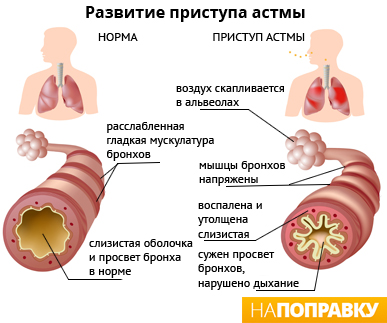 Развитие приступа астмы
НОРМА
ПРИСТУП АСТМЫ
расслабленная
гладкая мускулатура
бронхов
слизистая оболочка
и просвет бронха
в норме
воздух скапливается
в альвеолах
мышцы бронхов
напряжены
воспалена и
утолщена
слизистая
сужен просвет
бронхов,
нарушено дыхание
НАПОПРАВКУ